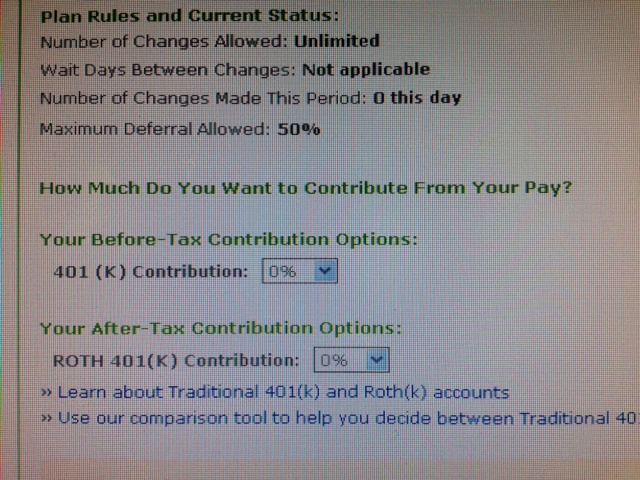 Plan Rules and Current Status:
Number of Changes Allowed: Unlimited
Wait Days Between Changes: Not applicable
Number of Changes Made This Period: 0 this day
Maximum Deferral Allowed: 50%
How Much Do You Want to Contribute From Your Pay?
Your Before-Tax Contribution Options:
401 (K) Contribution: 0%
Your After-Tax Contribution Options:
ROTH 401(K) Contribution: 0%
» Learn about Traditional 401(k) and Roth(k) accounts
» Use our comparison tool to help you decide between Traditional 40